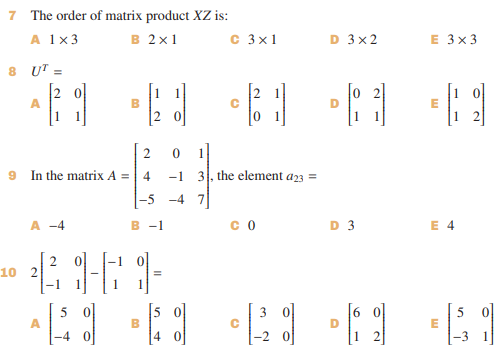 7 The order of matrix product XZ is:
A 1 × 3 B 2 × 1 C 3 × 1 D 3 × 2 E 3 × 3
8 Uᵀ =
A [2 0; 1 1] B [1 1; 2 0] C [2 1; 0 1] D [0 2; 1 1] E [1 0; 1 2]
9 In the matrix A = [2 0 1; 4 −1 3; −5 −4 7], the element a₂₃ =
A −4 B −1 C 0 D 3 E 4
10 2[2 0; −1 1] − [−1 0; 1 1] =
A [5 0; −4 0] B [5 0; 4 0] C [3 0; −2 0] D [6 0; 1 2] E [5 0; −3 1]